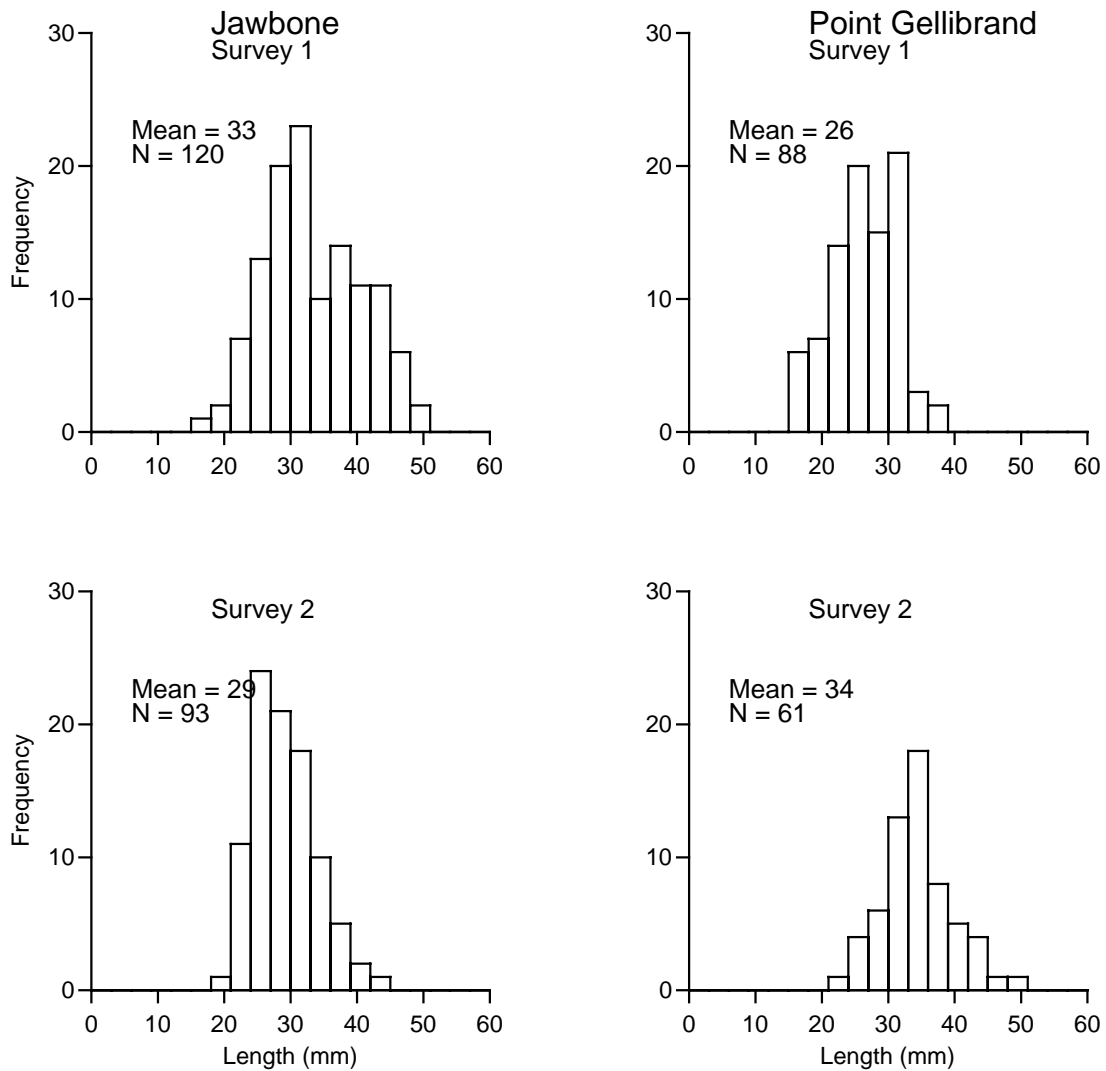 Jawbone
Survey 1
Mean = 33
N = 120
Frequency
30
20
10
0
0 10 20 30 40 50 60
Point Gellibrand
Survey 1
Mean = 26
N = 88
30
20
10
0
0 10 20 30 40 50 60
Survey 2
Mean = 29
N = 93
Frequency
30
20
10
0
0 10 20 30 40 50 60
Length (mm)
Survey 2
Mean = 34
N = 61
30
20
10
0
0 10 20 30 40 50 60
Length (mm)